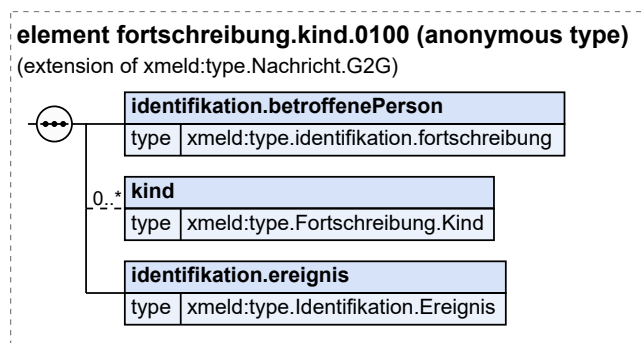 element fortschreibung.kind.0100 (anonymous type)
(extension of xmeld:type.Nachricht.G2G)
identifikation.betroffenePerson
type xmeld:type.identifikation.fortschreibung
0..* kind
type xmeld:type.Fortschreibung.Kind
identifikation.ereignis
type xmeld:type.Identifikation.Ereignis